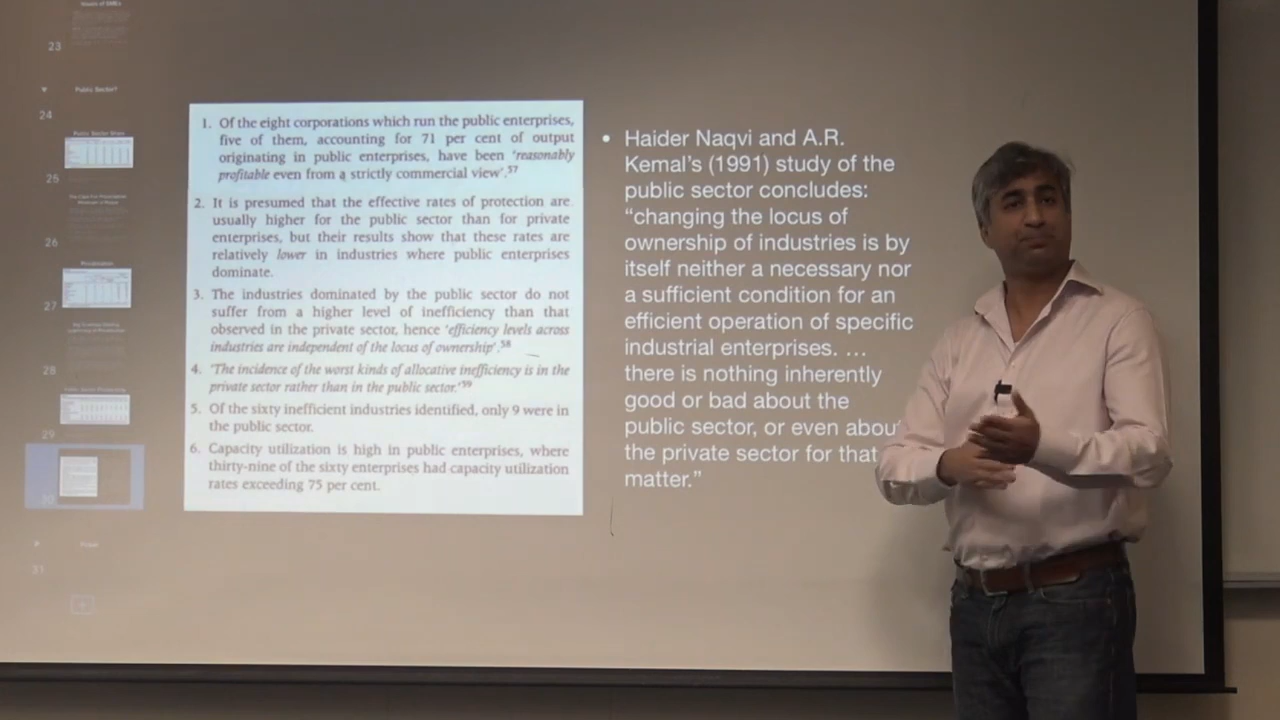 23
Public Sector?
24
Public Sector Share
25
26
Privatisation
27
28
29
30
31
1. Of the eight corporations which run the public enterprises,
five of them, accounting for 71 per cent of output
originating in public enterprises, have been 'reasonably
profitable even from a strictly commercial view'.57
2. It is presumed that the effective rates of protection are
usually higher for the public sector than for private
enterprises, but their results show that these rates are
relatively lower in industries where public enterprises
dominate.
3. The industries dominated by the public sector do not
suffer from a higher level of inefficiency than that
observed in the private sector, hence 'efficiency levels across
industries are independent of the locus of ownership'.58
4. 'The incidence of the worst kinds of allocative inefficiency is in the
private sector rather than in the public sector.'59
5. Of the sixty inefficient industries identified, only 9 were in
the public sector.
6. Capacity utilization is high in public enterprises, where
thirty-nine of the sixty enterprises had capacity utilization
rates exceeding 75 per cent.
• Haider Naqvi and A.R.
Kemal's (1991) study of the
public sector concludes:
"changing the locus of
ownership of industries is by
itself neither a necessary nor
a sufficient condition for an
efficient operation of specific
industrial enterprises. …
there is nothing inherently
good or bad about the
public sector, or even about
the private sector for that
matter."